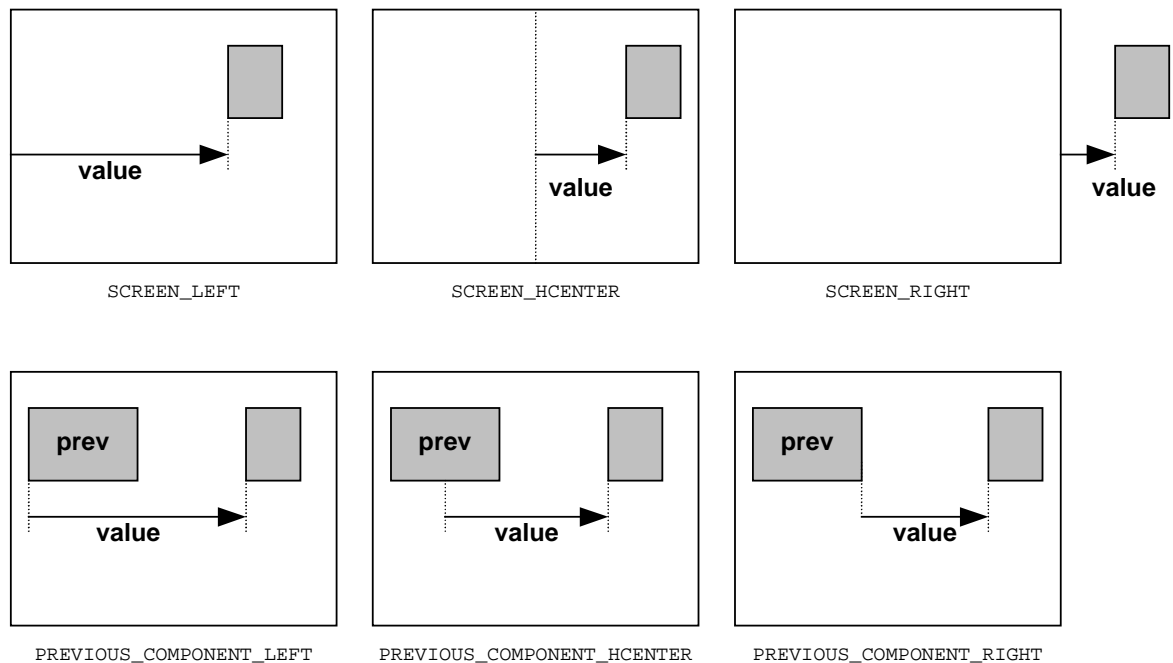 value
value
value
SCREEN_LEFT
SCREEN_HCENTER
SCREEN_RIGHT
prev
prev
prev
value
value
value
PREVIOUS_COMPONENT_LEFT
PREVIOUS_COMPONENT_HCENTER
PREVIOUS_COMPONENT_RIGHT